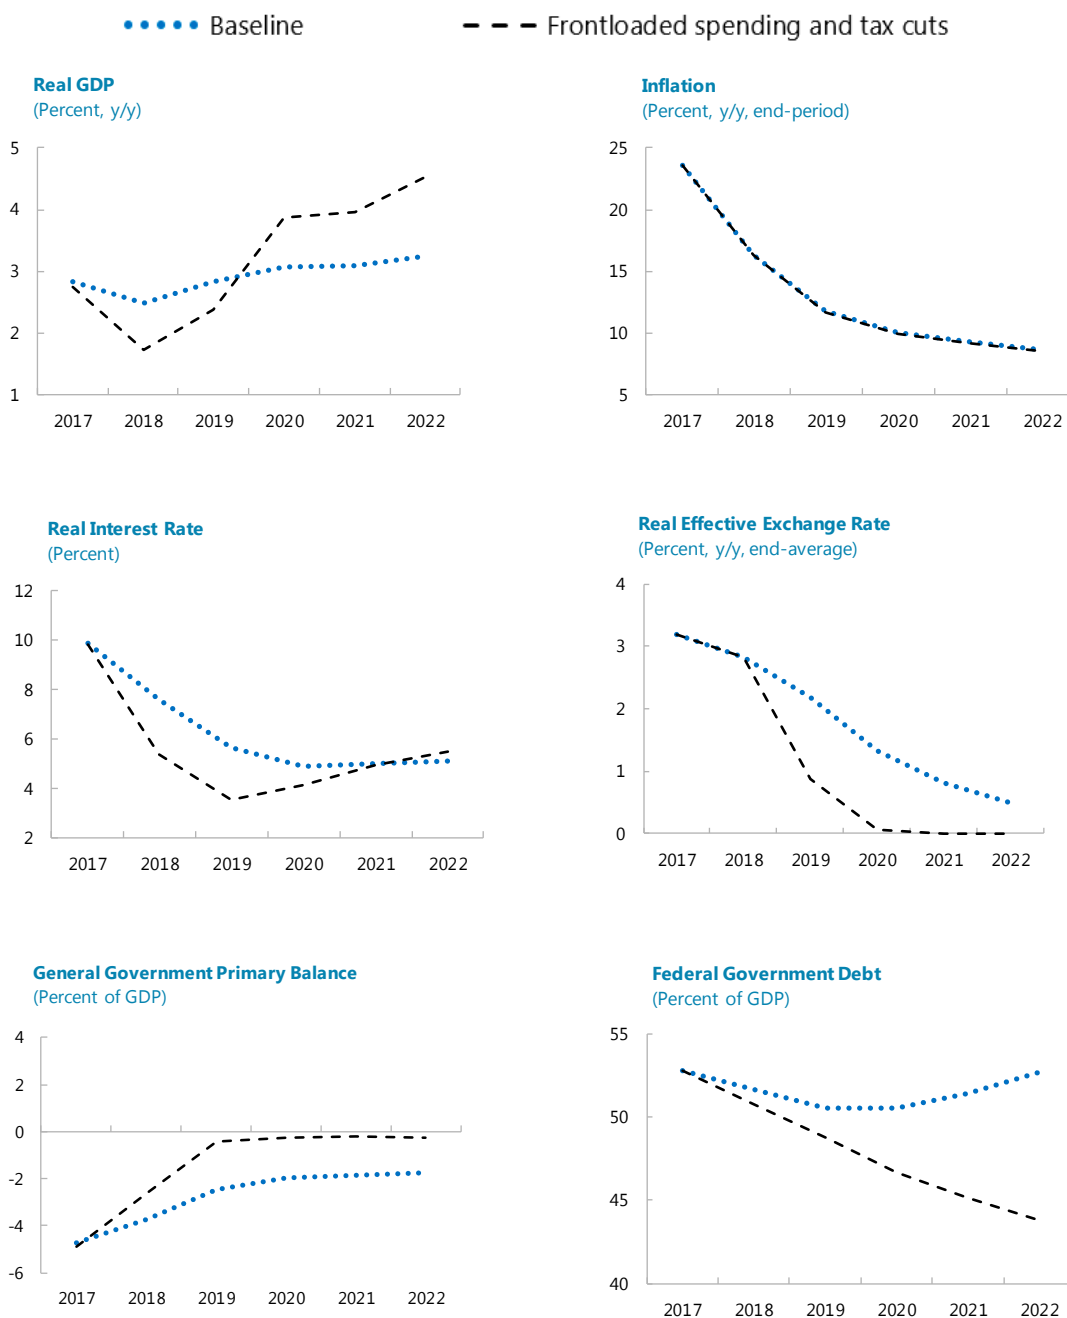 Baseline
Frontloaded spending and tax cuts
Real GDP
(Percent, y/y)
5
4
3
2
1
2017 2018 2019 2020 2021 2022
Inflation
(Percent, y/y, end-period)
25
20
15
10
5
2017 2018 2019 2020 2021 2022
Real Interest Rate
(Percent)
12
10
8
6
4
2
2017 2018 2019 2020 2021 2022
Real Effective Exchange Rate
(Percent, y/y, end-average)
4
3
2
1
0
2017 2018 2019 2020 2021 2022
General Government Primary Balance
(Percent of GDP)
4
2
0
-2
-4
-6
2017 2018 2019 2020 2021 2022
Federal Government Debt
(Percent of GDP)
55
50
45
40
2017 2018 2019 2020 2021 2022